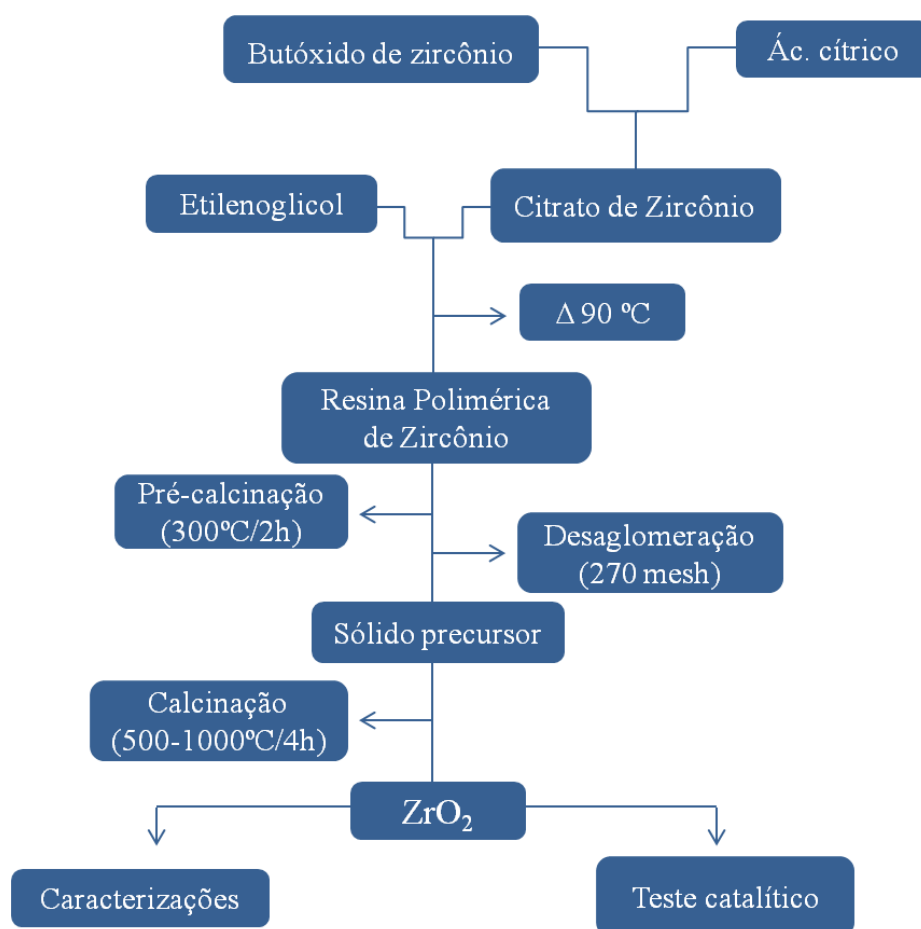 Butóxido de zircônio
Ác. cítrico
Etilenoglicol
Citrato de Zircônio
Δ 90 ºC
Resina Polimérica
de Zircônio
Pré-calcinação
(300ºC/2h)
Desaglomeração
(270 mesh)
Sólido precursor
Calcinação
(500-1000ºC/4h)
ZrO₂
Caracterizações
Teste catalítico